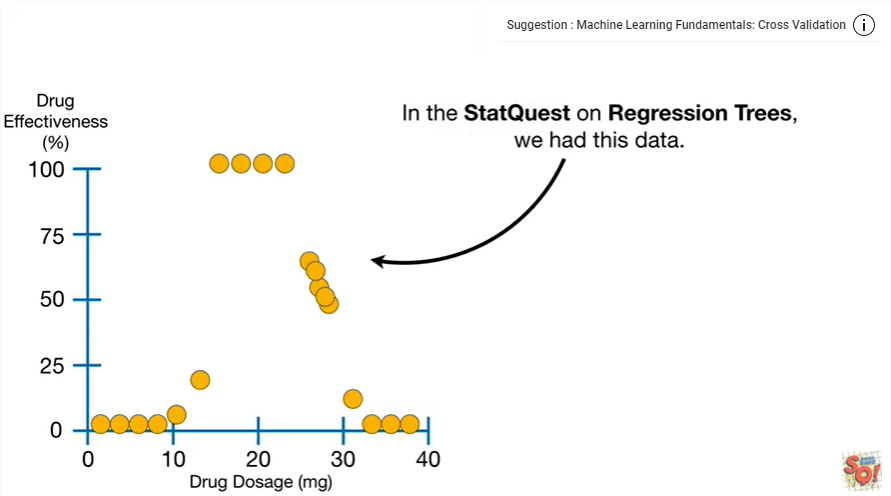 Suggestion : Machine Learning Fundamentals: Cross Validation
Drug
Effectiveness
(%)
In the StatQuest on Regression Trees,
we had this data.
100
75
50
25
0
0 10 20 30 40
Drug Dosage (mg)